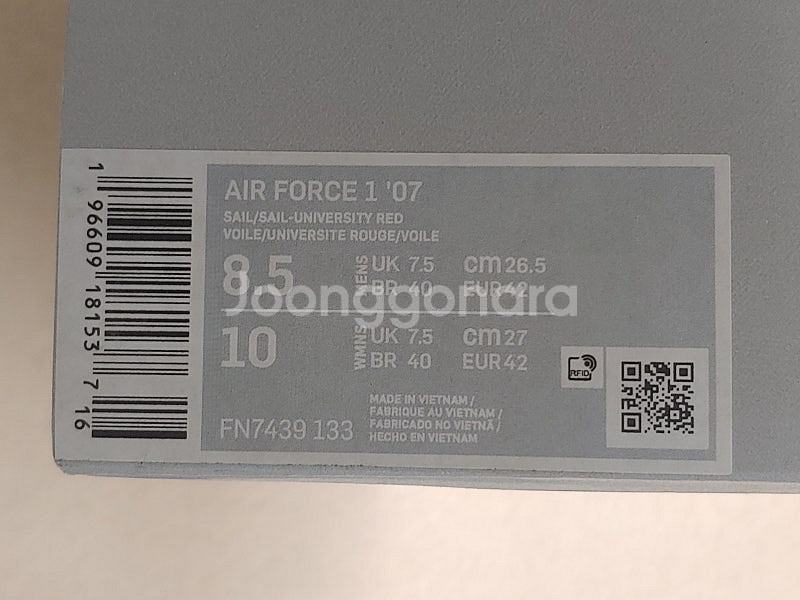 AIR FORCE 1 '07
SAIL/SAIL-UNIVERSITY RED
VOILE/UNIVERSITE ROUGE/VOILE
8.5 MENS UK 7.5 cm 26.5
BR 40 EUR 42
Joonggonara
10 WMNS UK 7.5 cm 27
BR 40 EUR 42
RFID
MADE IN VIETNAM /
FABRIQUE AU VIETNAM /
FABRICADO NO VIETNÃ /
HECHO EN VIETNAM
FN7439 133
1 96609 18153 7 16